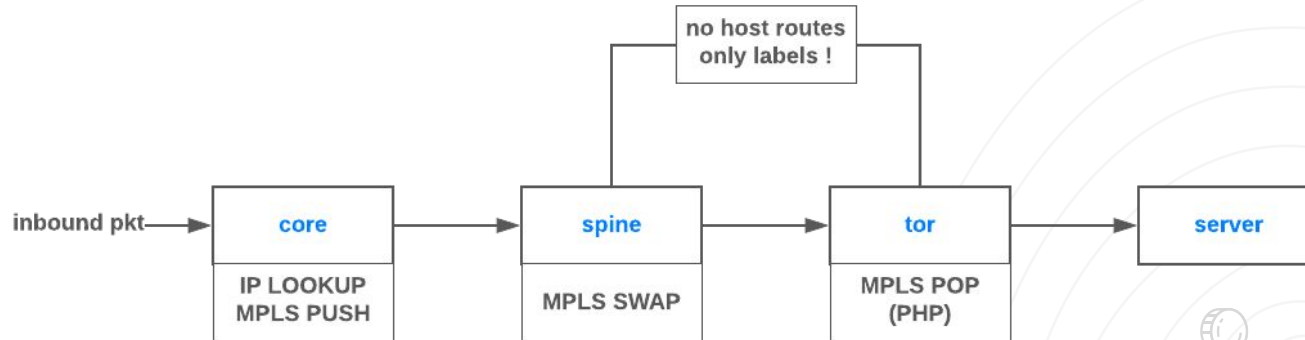 no host routes
only labels !
inbound pkt
core
spine
tor
server
IP LOOKUP
MPLS PUSH
MPLS SWAP
MPLS POP
(PHP)